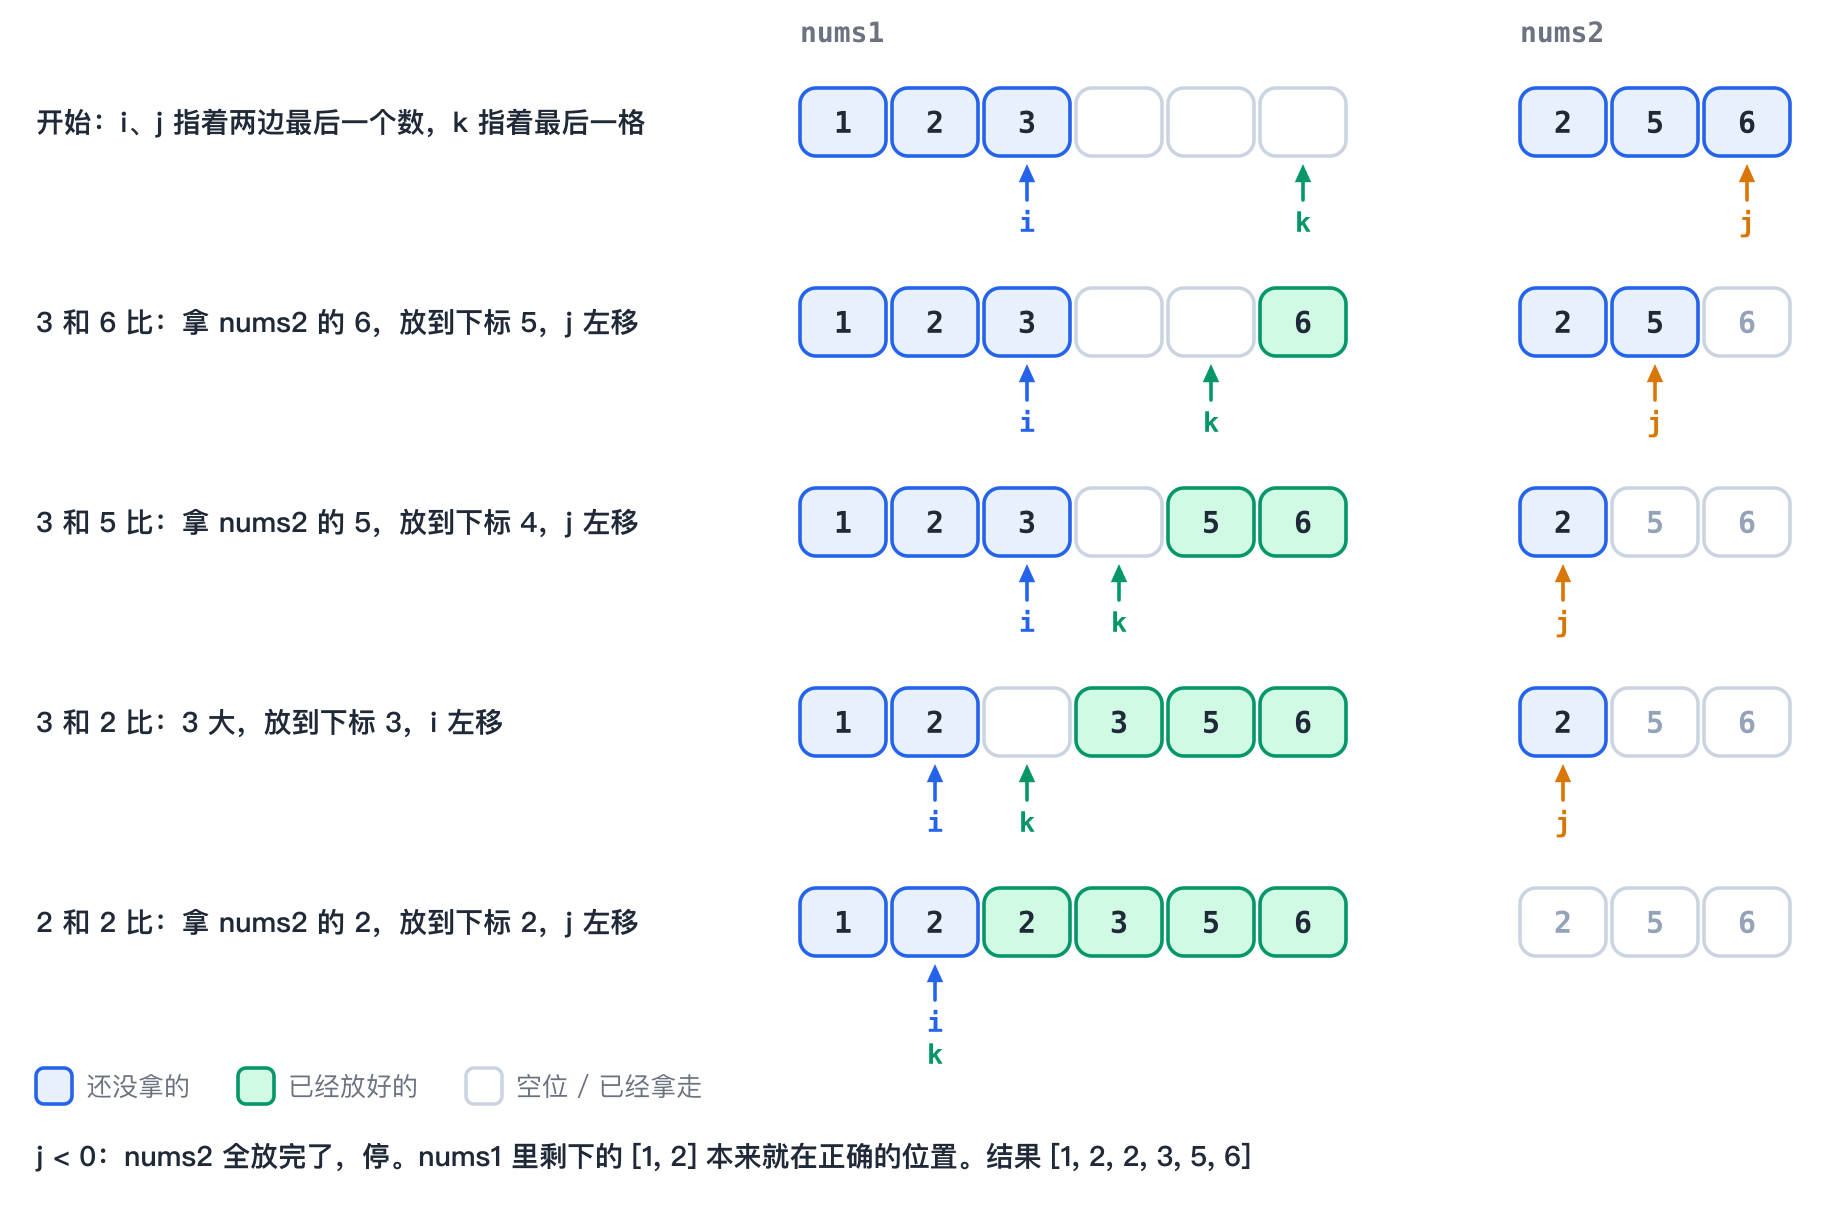 nums1 nums2
开始：i、j 指着两边最后一个数，k 指着最后一格
1 2 3
2 5 6
i k j
3 和 6 比：拿 nums2 的 6，放到下标 5，j 左移
1 2 3 6
2 5 6
i k j
3 和 5 比：拿 nums2 的 5，放到下标 4，j 左移
1 2 3 5 6
2 5 6
i k j
3 和 2 比：3 大，放到下标 3，i 左移
1 2 3 5 6
2 5 6
i k j
2 和 2 比：拿 nums2 的 2，放到下标 2，j 左移
1 2 2 3 5 6
2 5 6
i
k
还没拿的 已经放好的 空位 / 已经拿走
j < 0：nums2 全放完了，停。nums1 里剩下的 [1, 2] 本来就在正确的位置。结果 [1, 2, 2, 3, 5, 6]